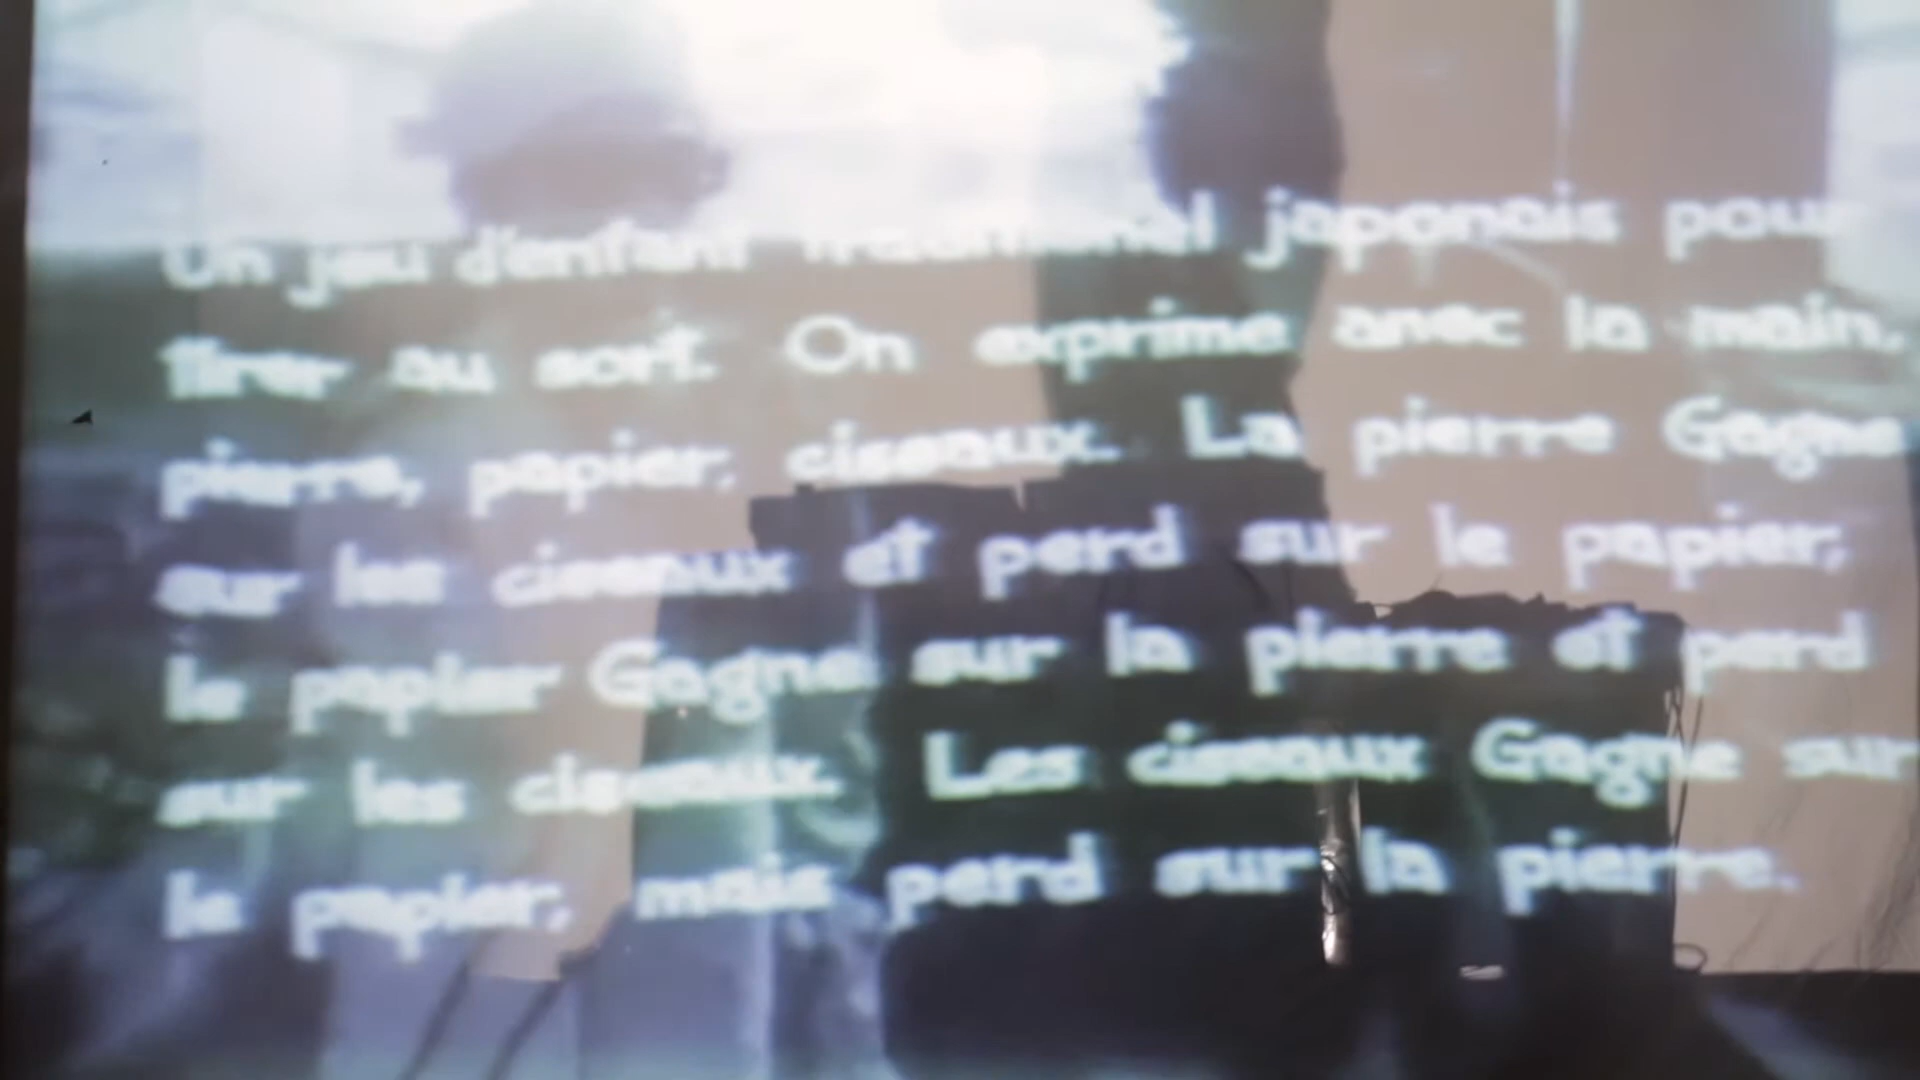 Un jeu d'enfant traditionnel japonais pour
tirer au sort. On exprime anec la main,
pierre, papier, ciseaux. La pierre Gagne
sur les ciseaux et perd sur le papier,
le papier Gagne sur la pierre et perd
sur les ciseaux. Les ciseaux Gagne sur
le papier, mais perd sur la pierre.